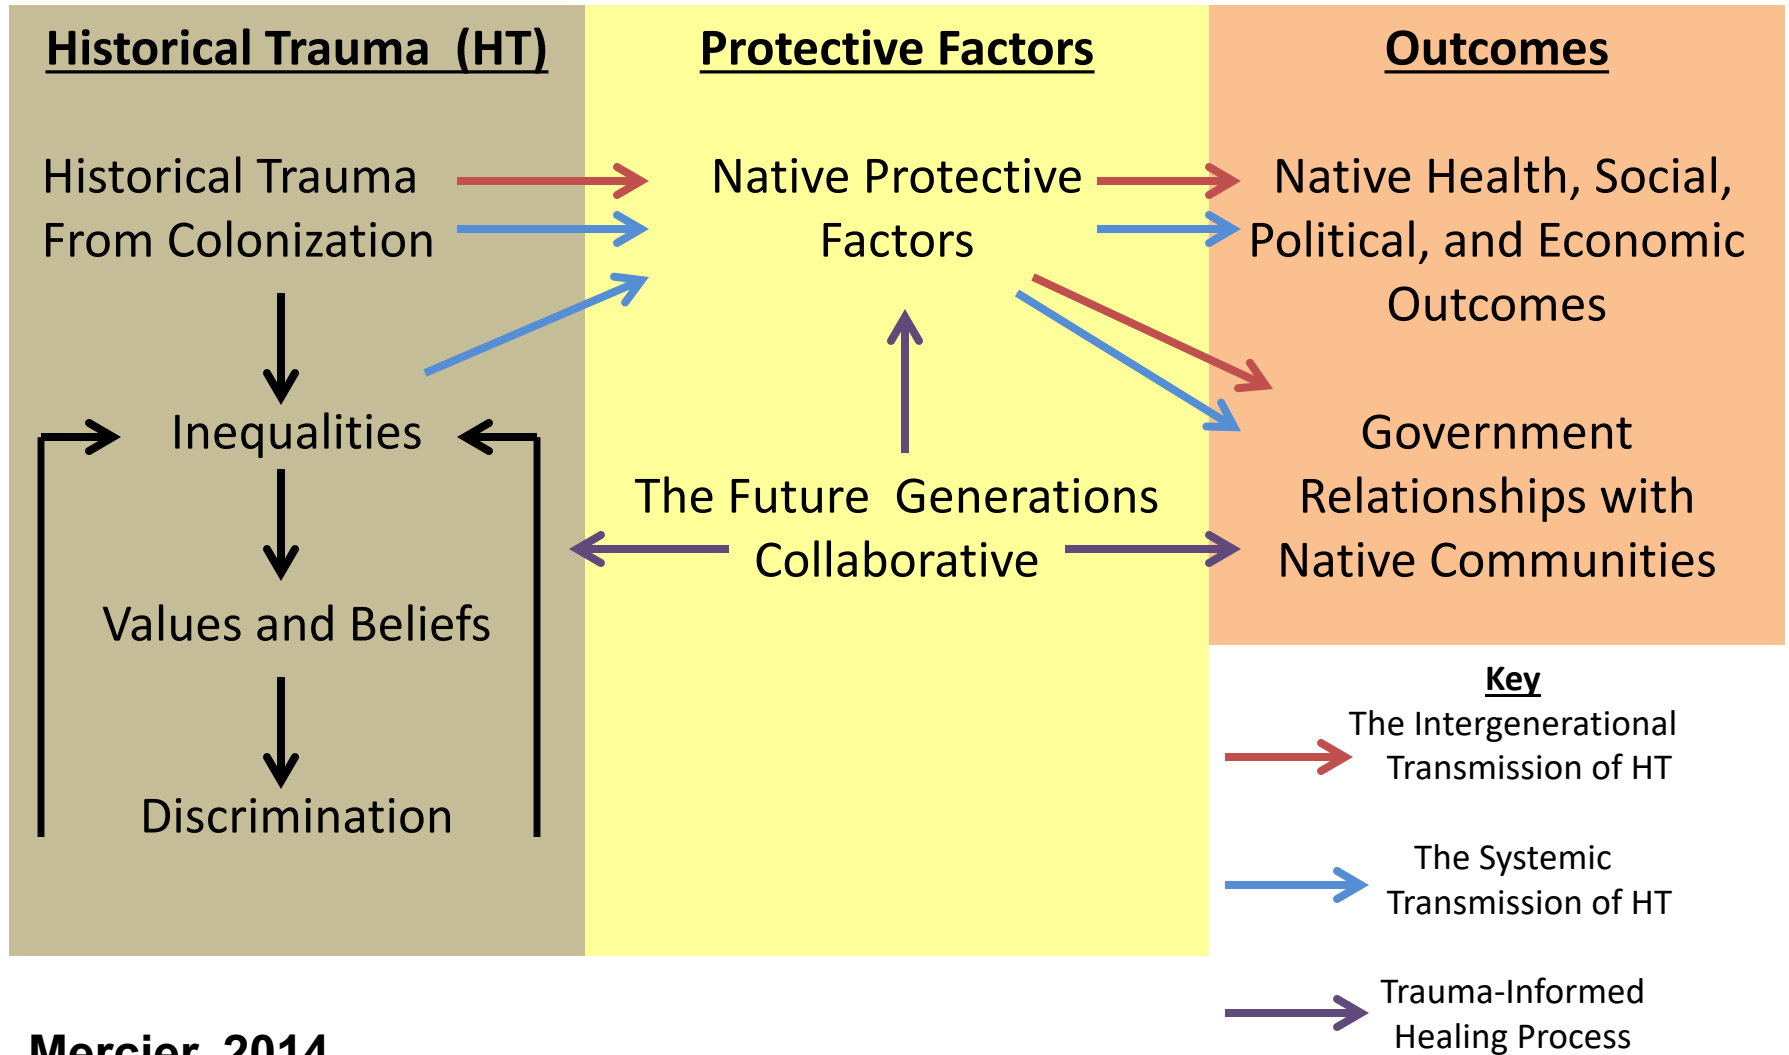 Historical Trauma (HT)
Historical Trauma
From Colonization
Inequalities
Values and Beliefs
Discrimination
Protective Factors
Native Protective
Factors
The Future Generations
Collaborative
Outcomes
Native Health, Social,
Political, and Economic
Outcomes
Government
Relationships with
Native Communities
Key
The Intergenerational
Transmission of HT
The Systemic
Transmission of HT
Trauma-Informed
Healing Process
Mercier, 2014